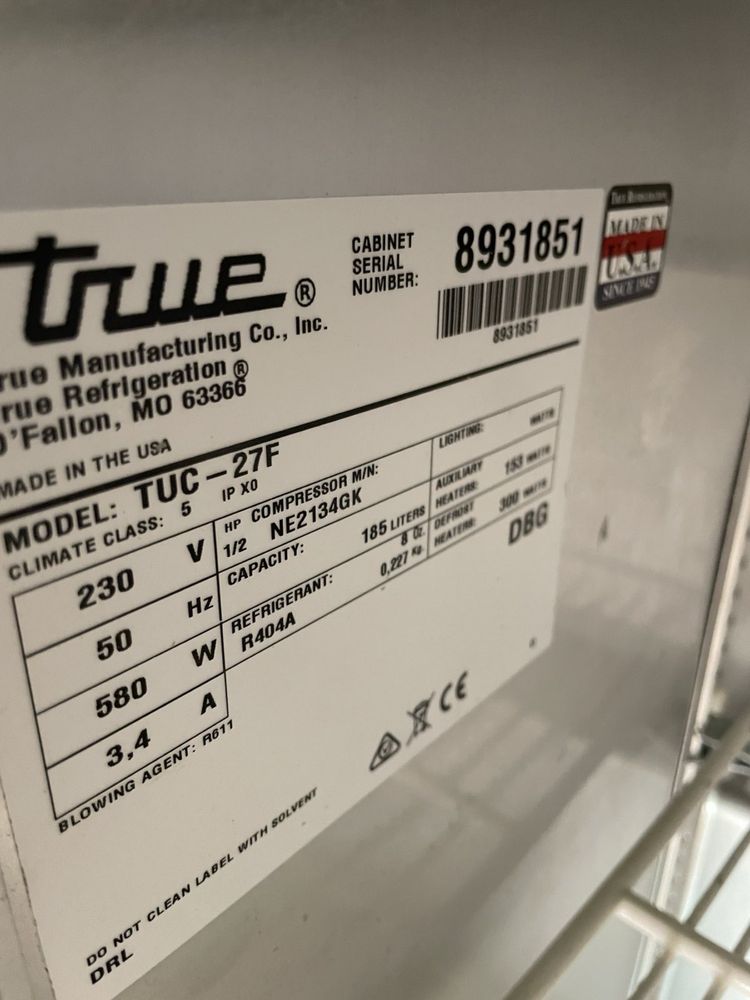 true®
rue Manufacturing Co., Inc.
rue Refrigeration ®
O'Fallon, MO 63366
MADE IN THE USA
CABINET
SERIAL
NUMBER:
8931851
8931851
TRUE REFRIGERATION
MADE IN
U.S.A.
SINCE 1945
MODEL: TUC-27F
CLIMATE CLASS: 5 IP X0
230 V
50 Hz
580 W
3,4 A
HP COMPRESSOR M/N:
1/2 NE2134GK
CAPACITY: 185 LITERS
REFRIGERANT: 8 Oz.
R404A 0,227 Kg
LIGHTING: WATTS
AUXILIARY
HEATERS: 153 WATTS
DEFROST
HEATERS: 300 WATTS
DBG
BLOWING AGENT: R611
CE
DO NOT CLEAN LABEL WITH SOLVENT
DRL